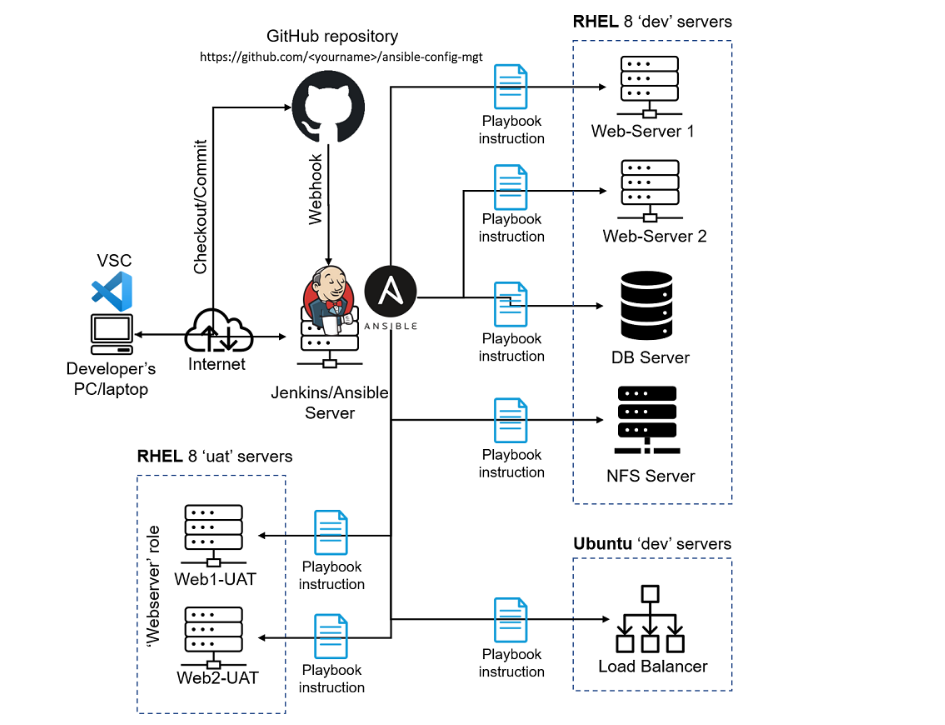 RHEL 8 ‘dev’ servers
GitHub repository
https://github.com/<yourname>/ansible-config-mgt
Playbook
instruction
Web-Server 1
Checkout/Commit
Webhook
Playbook
instruction
Web-Server 2
VSC
ANSIBLE
Playbook
instruction
DB Server
Internet
Developer’s
PC/laptop
Jenkins/Ansible
Server
Playbook
instruction
NFS Server
RHEL 8 ‘uat’ servers
‘Webserver’ role
Web1-UAT
Playbook
instruction
Web2-UAT
Playbook
instruction
Ubuntu ‘dev’ servers
Playbook
instruction
Load Balancer